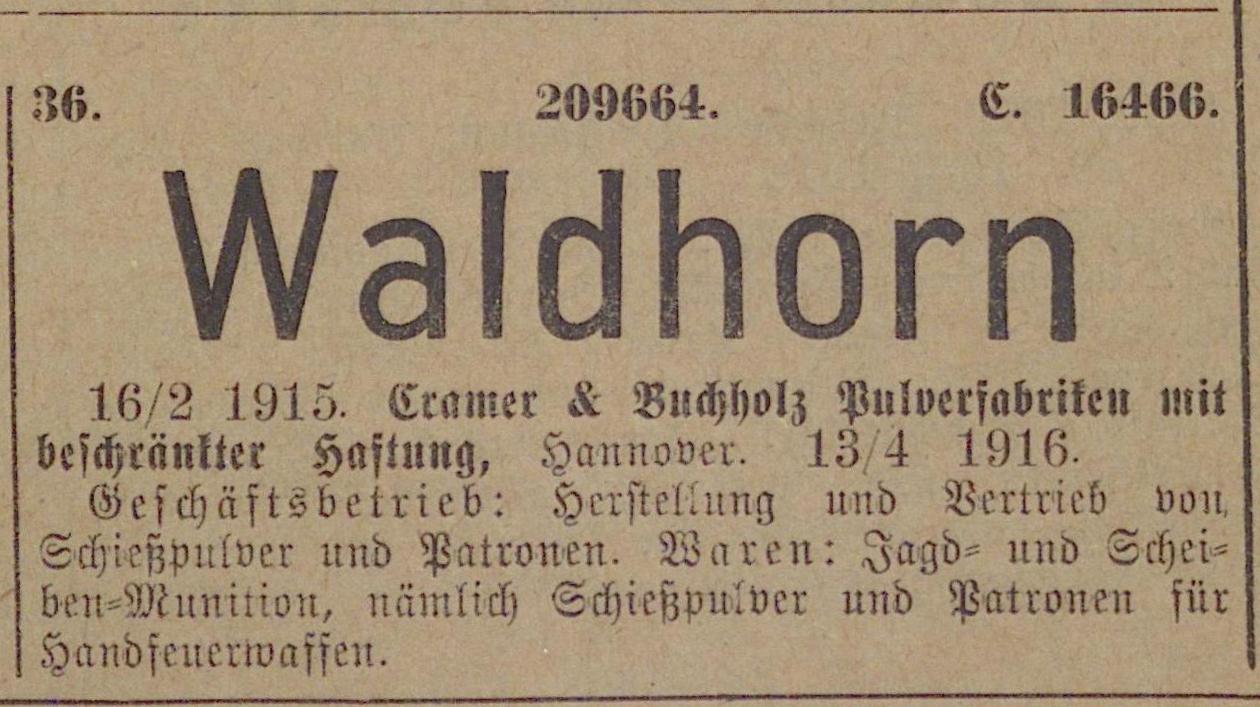 36. 209664. C. 16466.
Waldhorn
16/2 1915. Cramer & Buchholz Pulverfabriken mit
beschränkter Haftung, Hannover. 13/4 1916.
Geschäftsbetrieb: Herstellung und Vertrieb von
Schießpulver und Patronen. Waren: Jagd- und Schei-
ben-Munition, nämlich Schießpulver und Patronen für
Handfeuerwaffen.